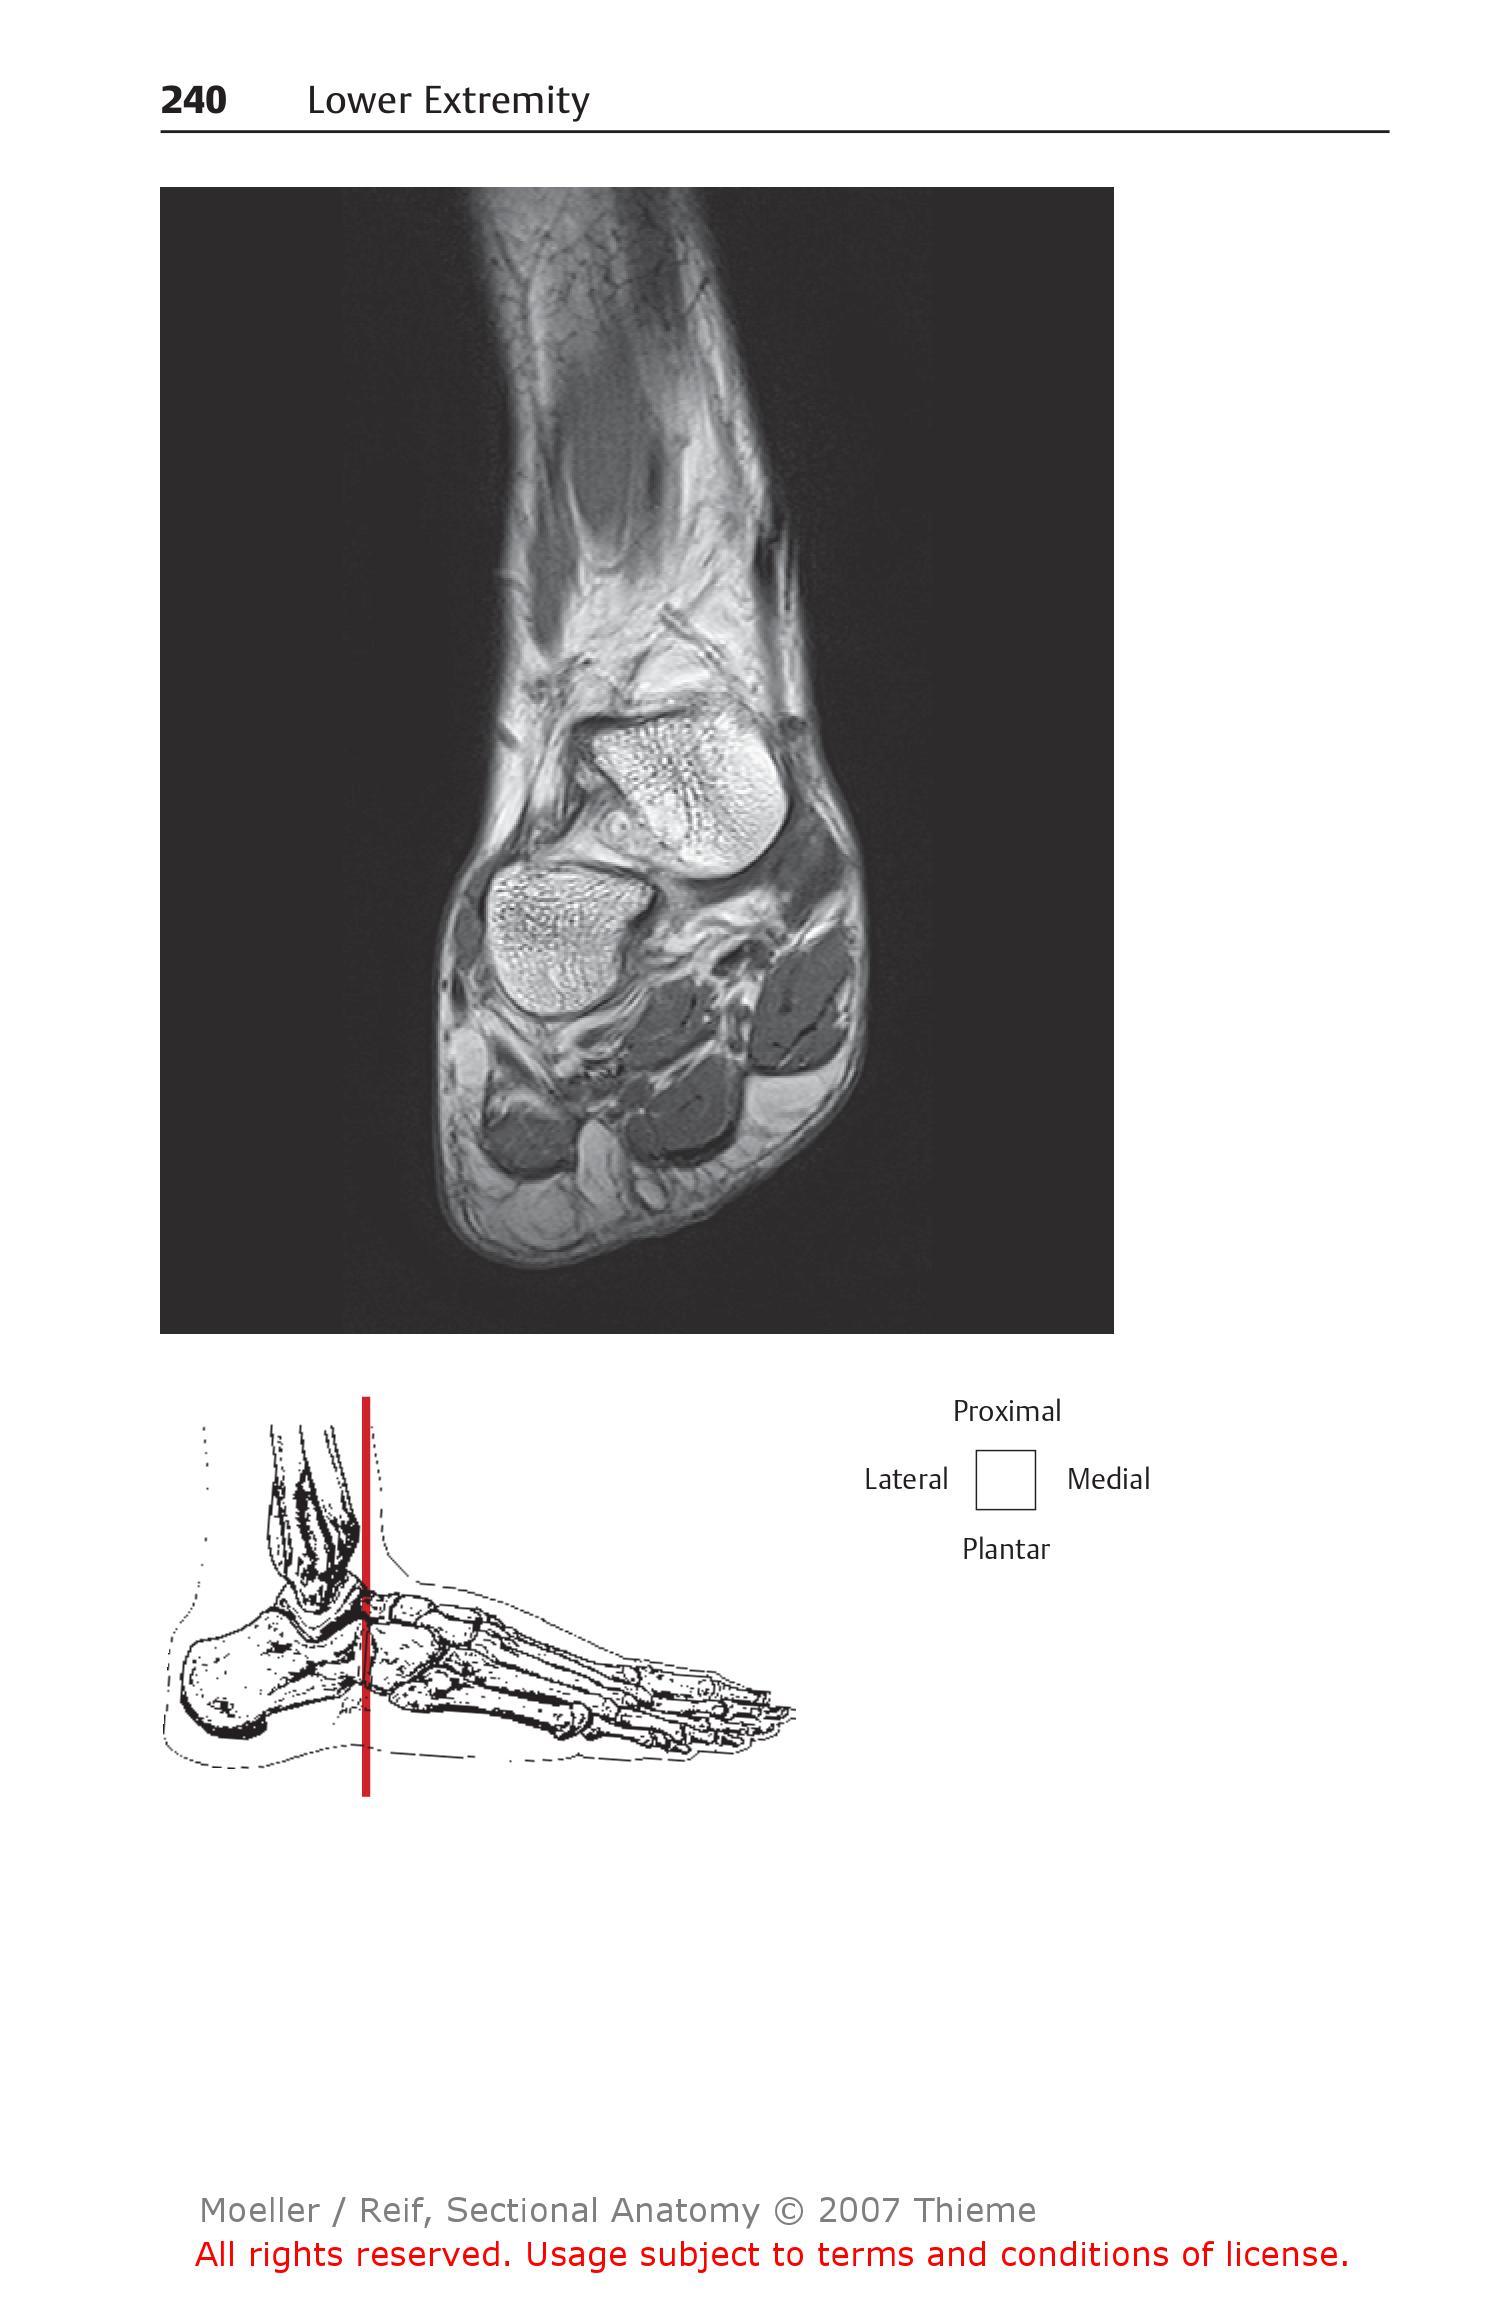 240 Lower Extremity
Proximal
Lateral Medial
Plantar
Moeller / Reif, Sectional Anatomy © 2007 Thieme
All rights reserved. Usage subject to terms and conditions of license.